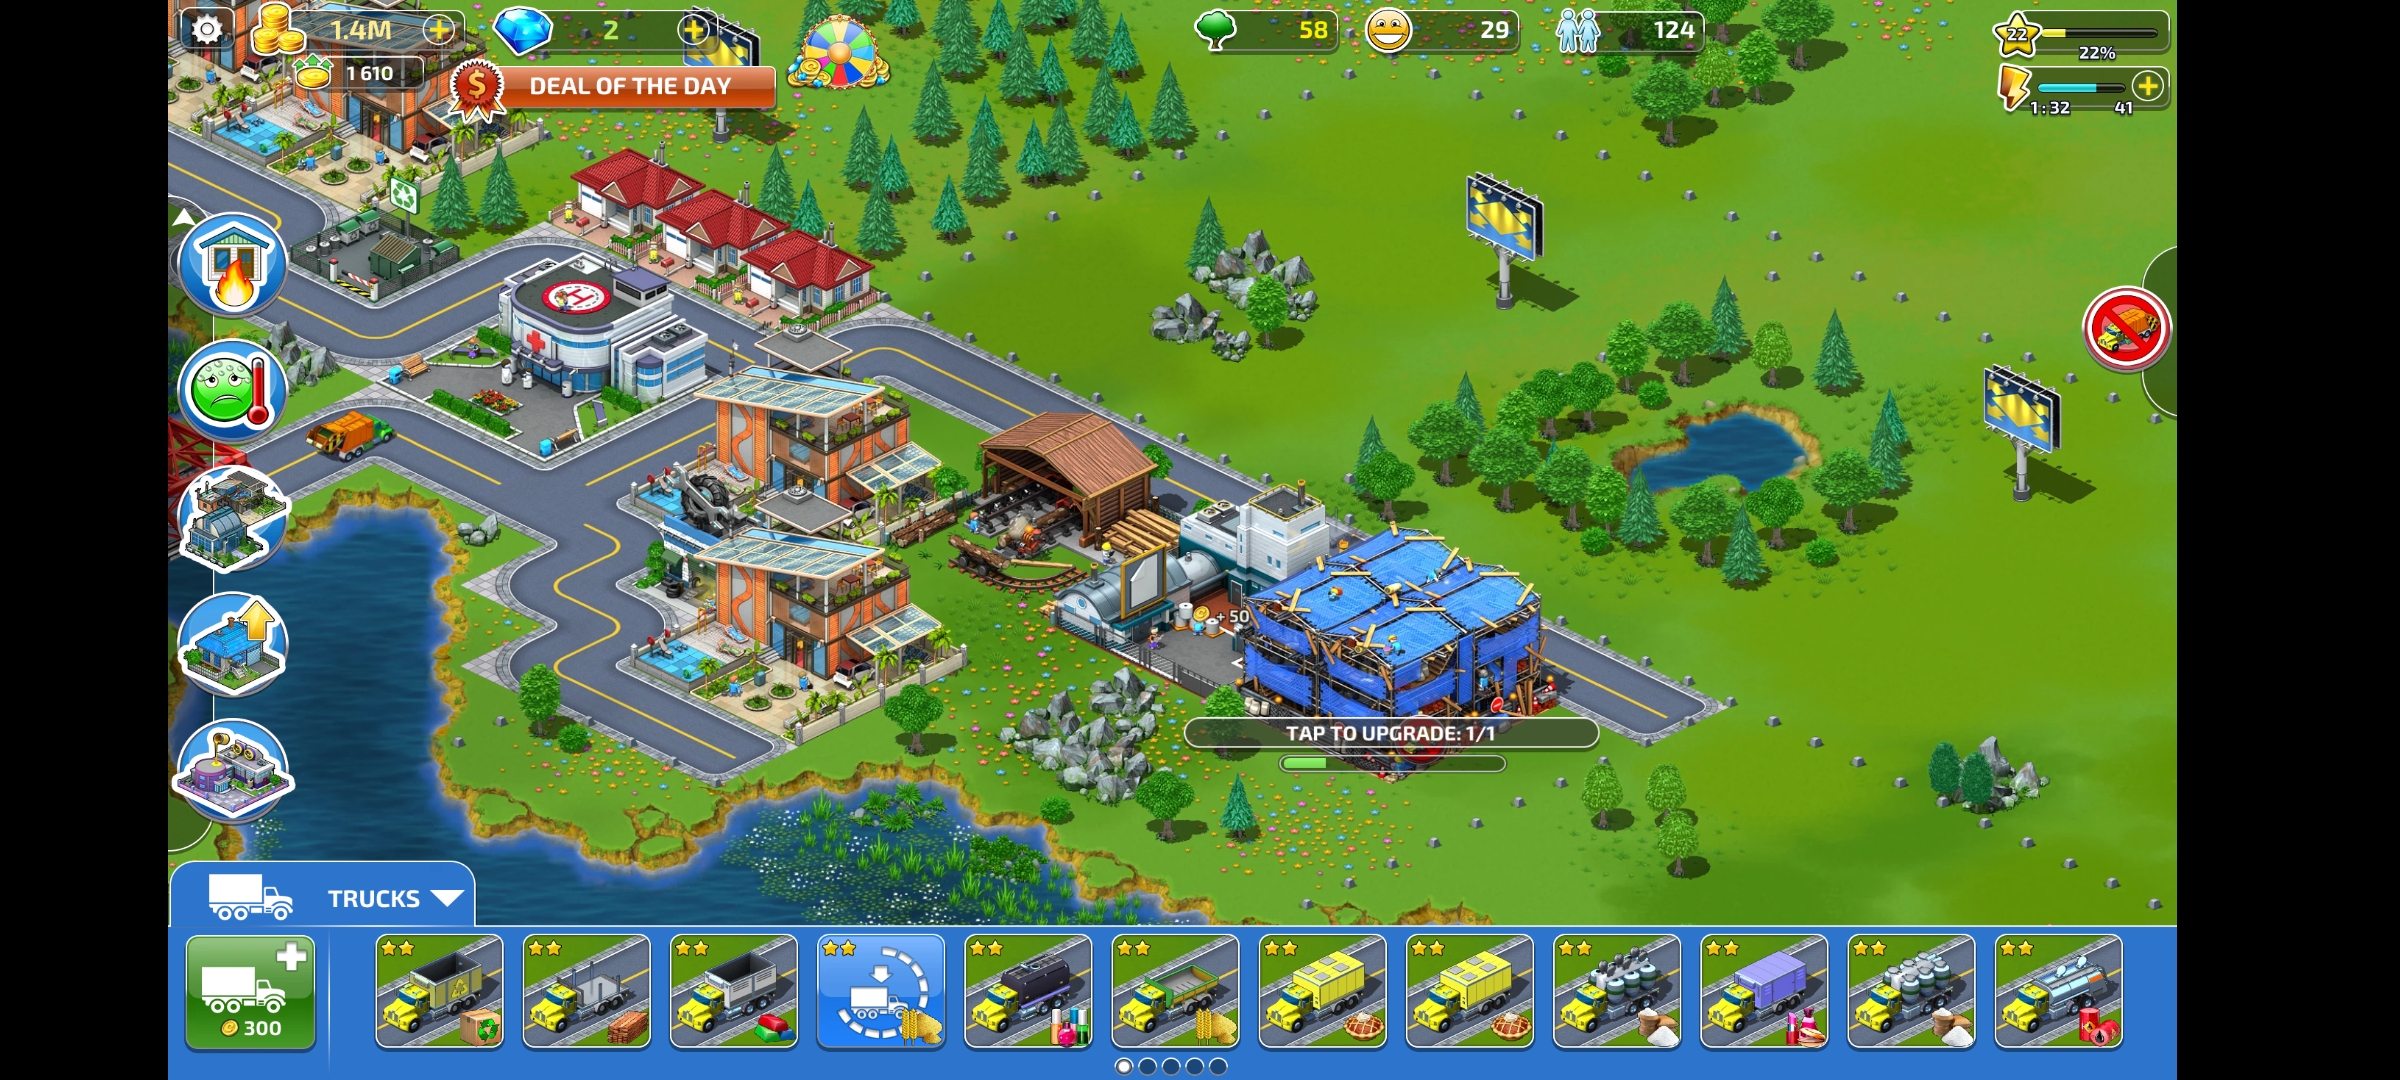 1.4M
2
58
29
124
22
22%
1 610
DEAL OF THE DAY
1:32
41
H
+ 50
TAP TO UPGRADE: 1/1
TRUCKS
300